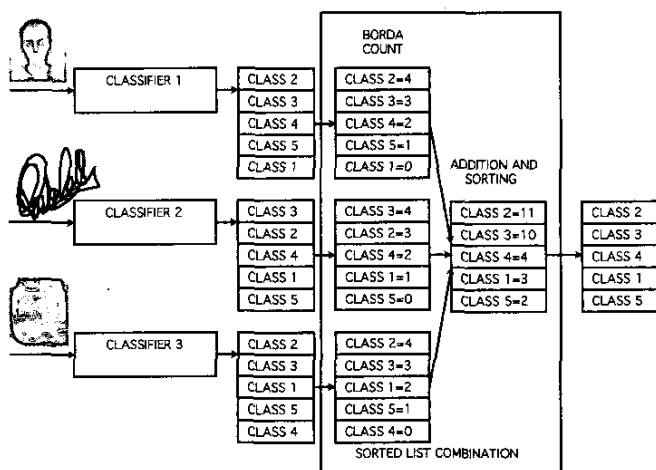 BORDA
COUNT
CLASSIFIER 1
CLASS 2
CLASS 3
CLASS 4
CLASS 5
CLASS 1
CLASS 2=4
CLASS 3=3
CLASS 4=2
CLASS 5=1
CLASS 1=0
CLASSIFIER 2
CLASS 3
CLASS 2
CLASS 4
CLASS 1
CLASS 5
CLASS 3=4
CLASS 2=3
CLASS 4=2
CLASS 1=1
CLASS 5=0
CLASSIFIER 3
CLASS 2
CLASS 3
CLASS 1
CLASS 5
CLASS 4
CLASS 2=4
CLASS 3=3
CLASS 1=2
CLASS 5=1
CLASS 4=0
ADDITION AND
SORTING
CLASS 2=11
CLASS 3=10
CLASS 4=4
CLASS 1=3
CLASS 5=2
CLASS 2
CLASS 3
CLASS 4
CLASS 1
CLASS 5
SORTED LIST COMBINATION